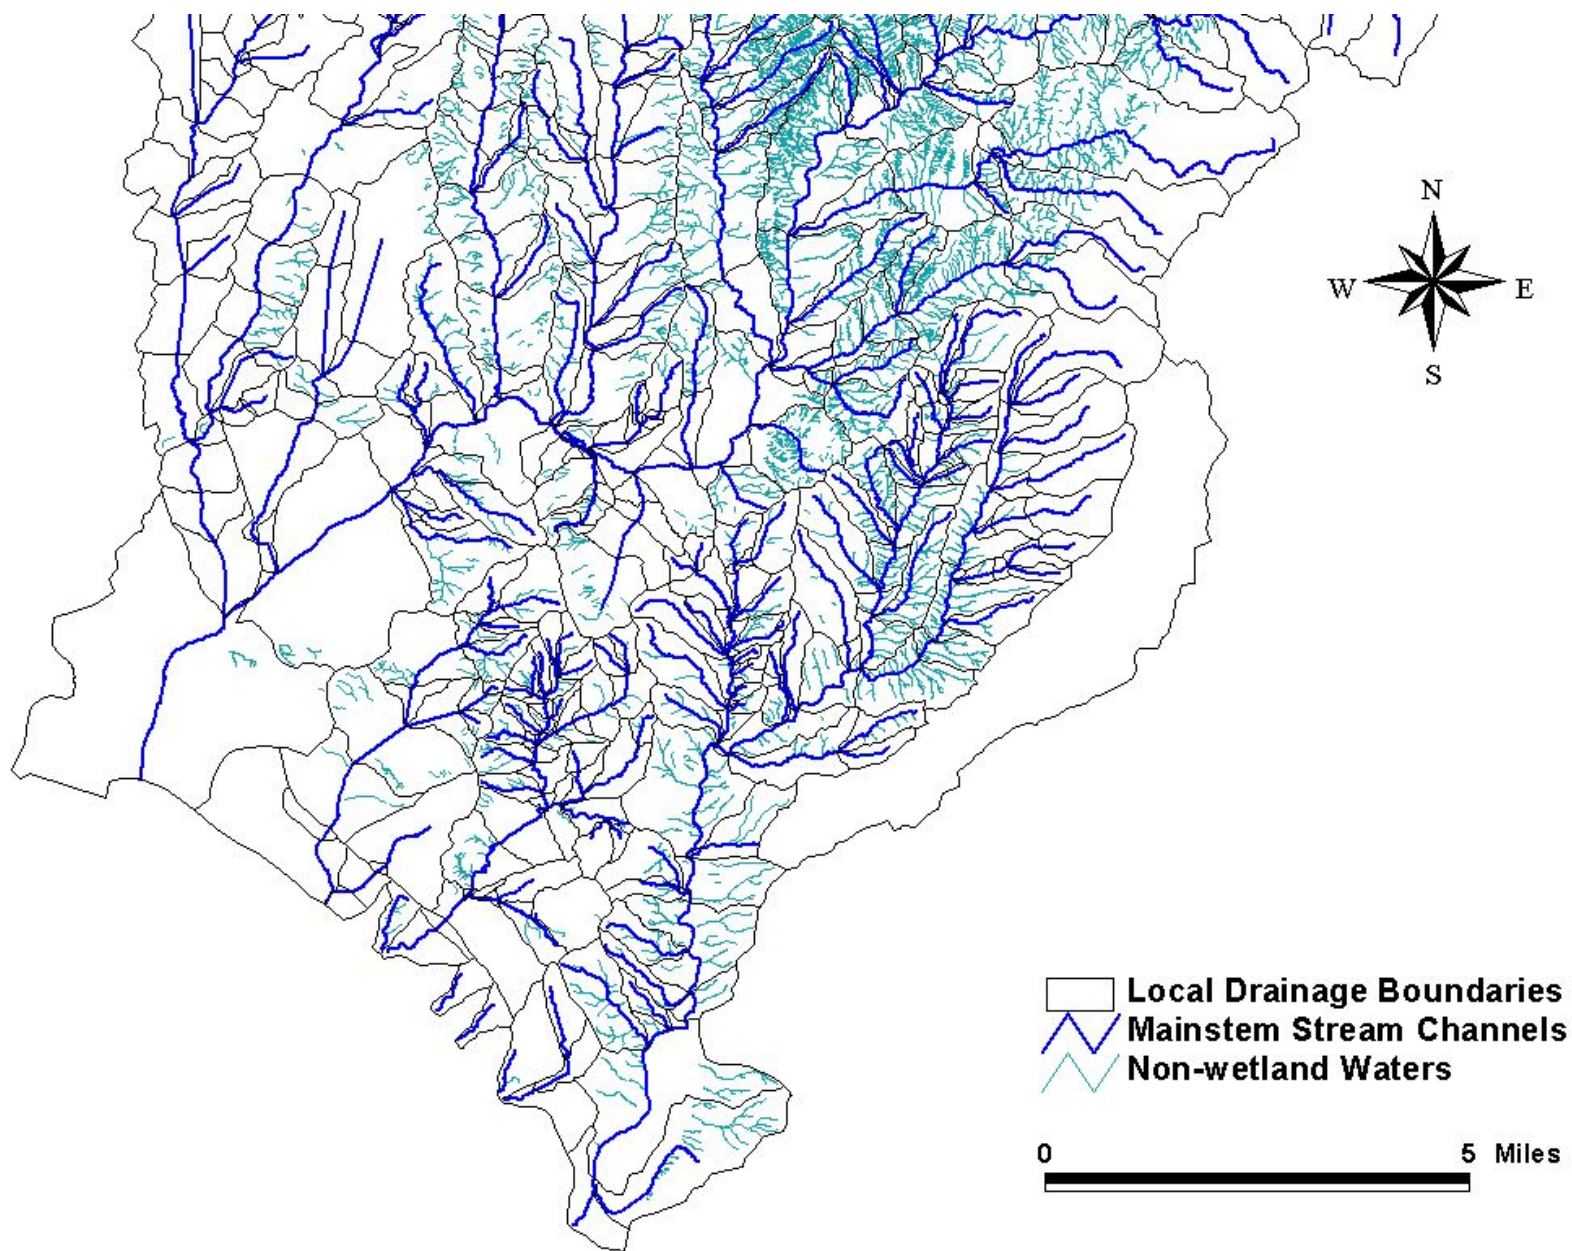 N
W E
S
Local Drainage Boundaries
Mainstem Stream Channels
Non-wetland Waters
0 5 Miles